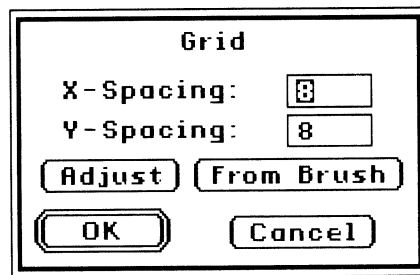 Grid
X-Spacing: 8
Y-Spacing: 8
Adjust From Brush
OK Cancel